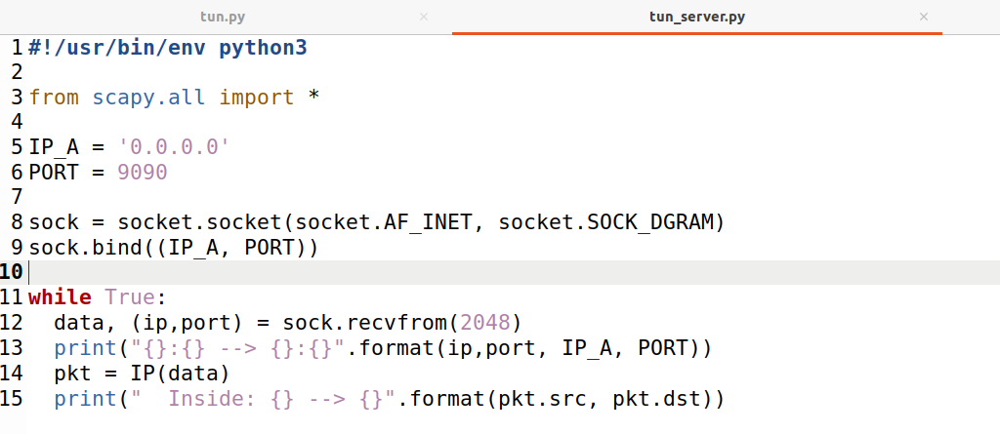 tun.py × tun_server.py ×
1 #!/usr/bin/env python3
2
3 from scapy.all import *
4
5 IP_A = '0.0.0.0'
6 PORT = 9090
7
8 sock = socket.socket(socket.AF_INET, socket.SOCK_DGRAM)
9 sock.bind((IP_A, PORT))
10
11 while True:
12   data, (ip,port) = sock.recvfrom(2048)
13   print("{}:{} --> {}:{}".format(ip,port, IP_A, PORT))
14   pkt = IP(data)
15   print("  Inside: {} --> {}".format(pkt.src, pkt.dst))